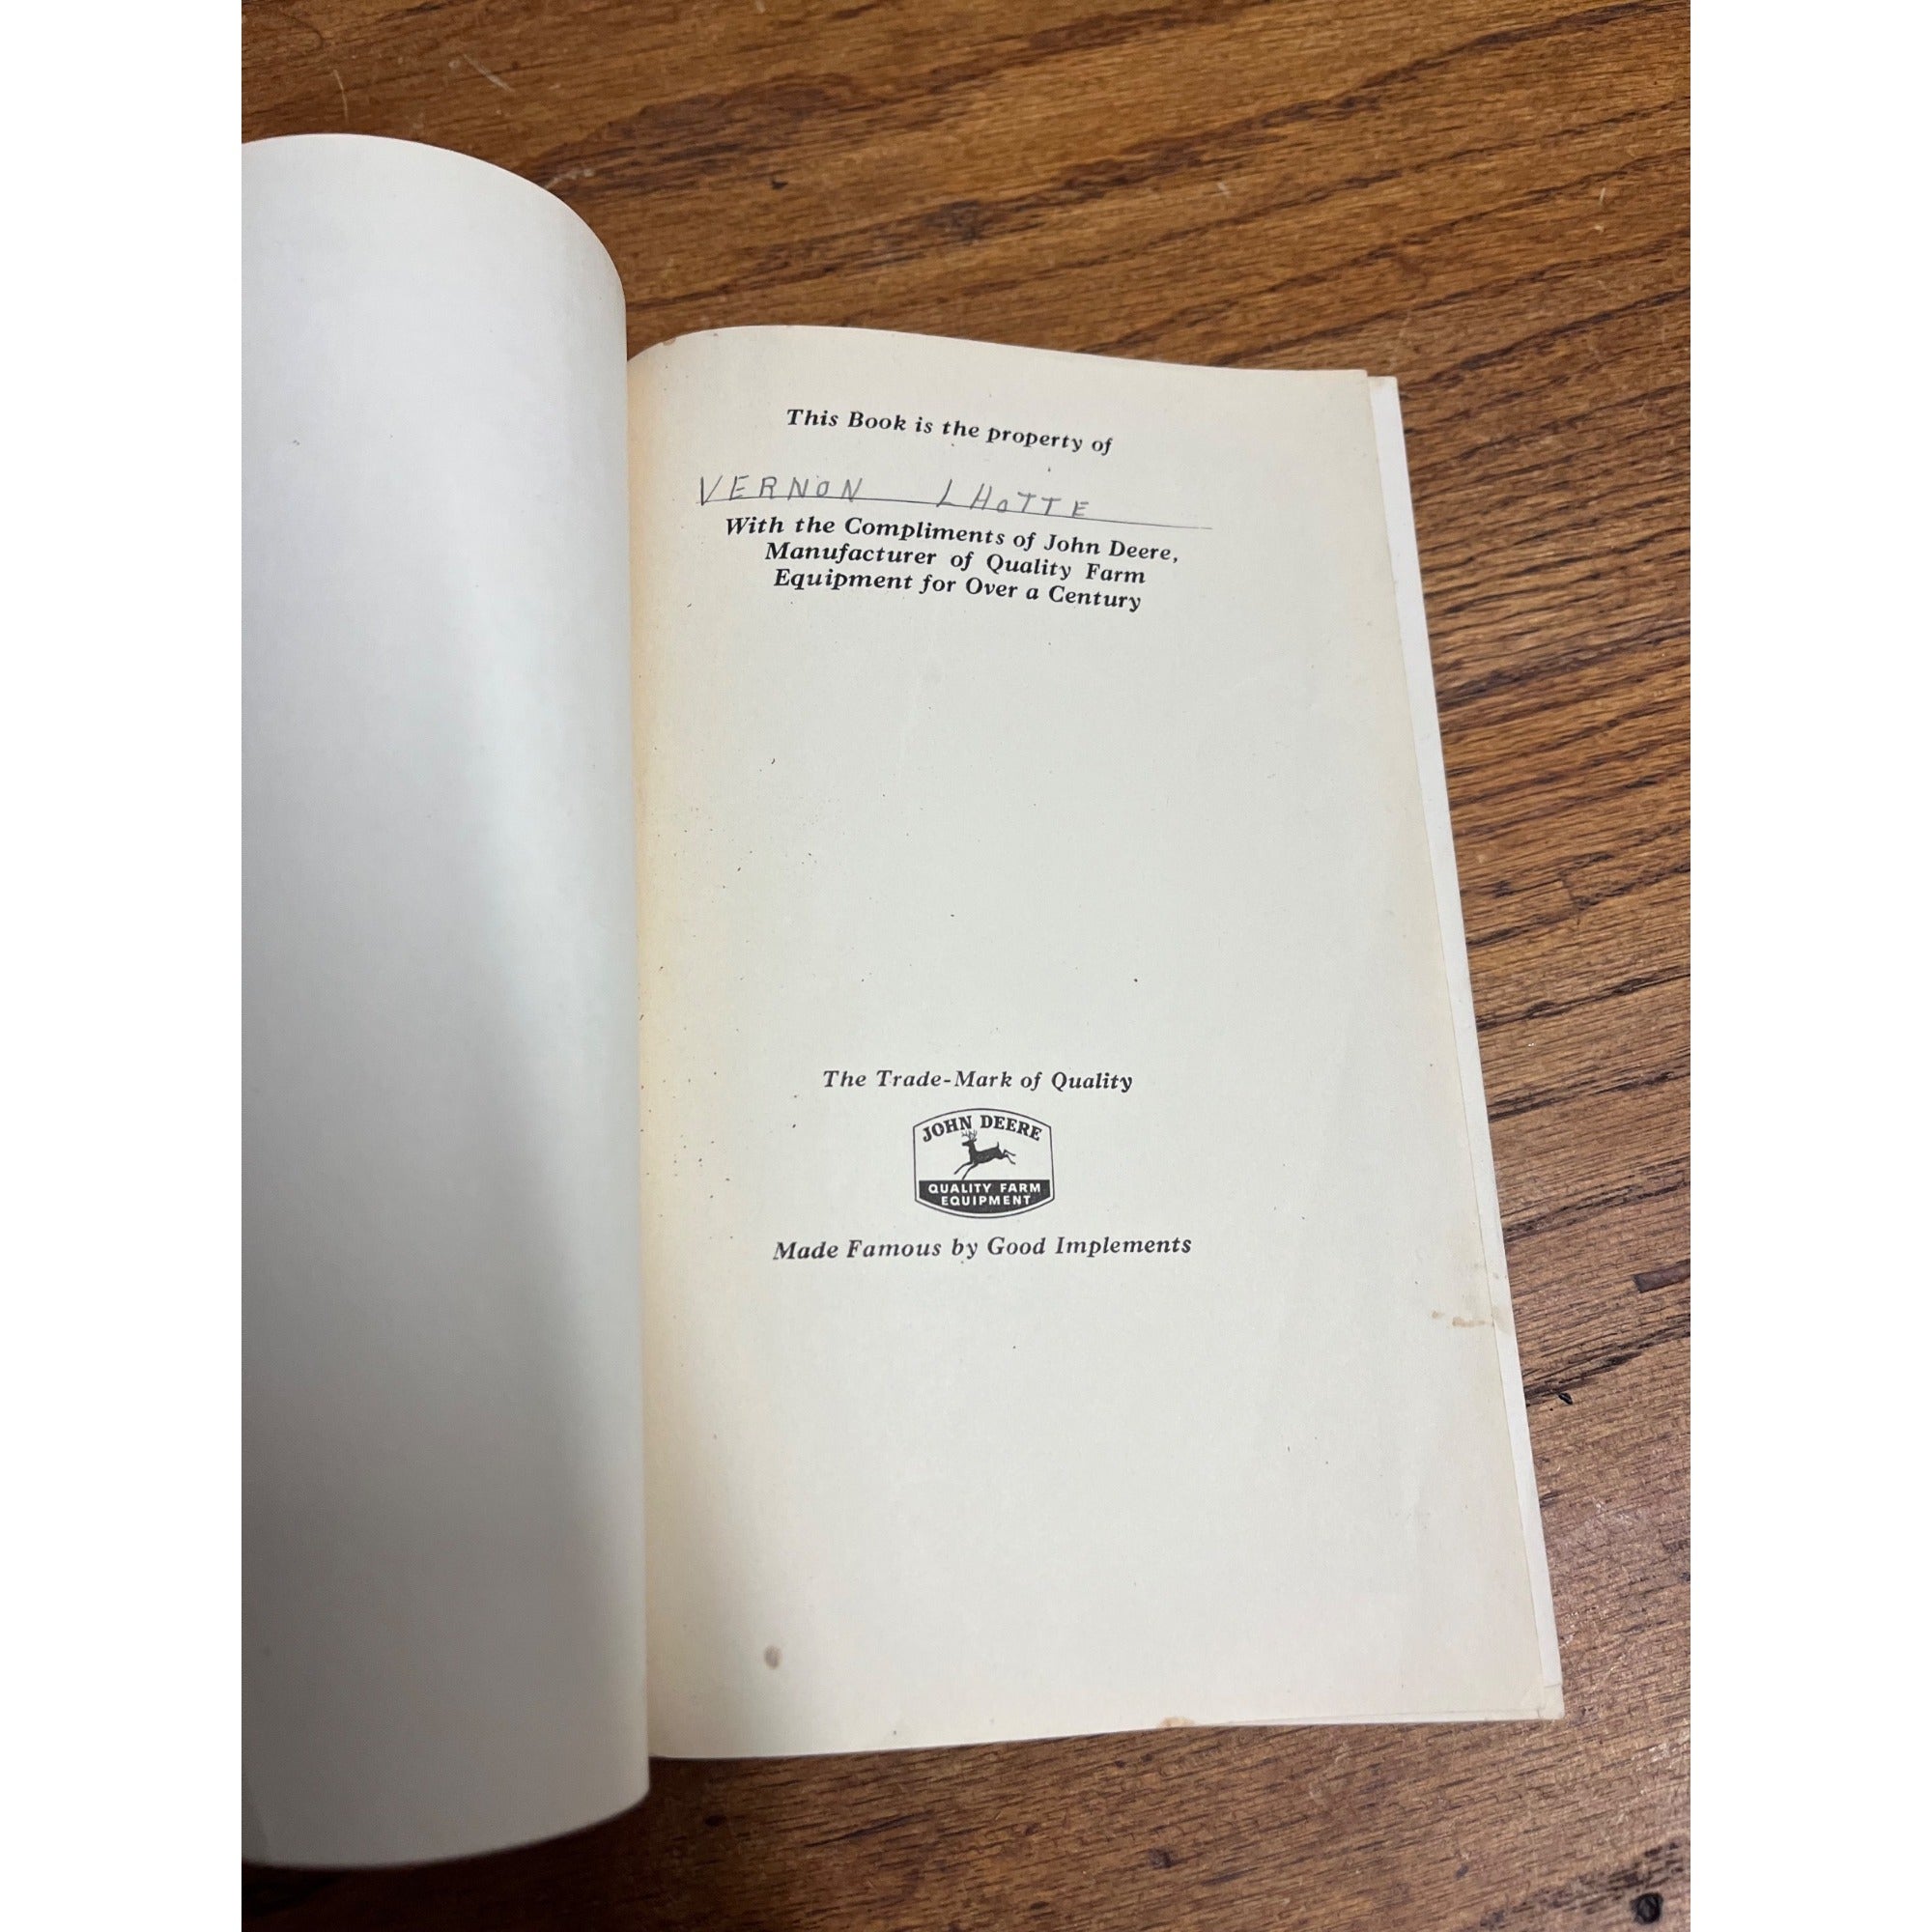 This Book is the property of
VERNON LHOTTE
With the Compliments of John Deere,
Manufacturer of Quality Farm
Equipment for Over a Century
The Trade-Mark of Quality
JOHN DEERE
QUALITY FARM
EQUIPMENT
Made Famous by Good Implements